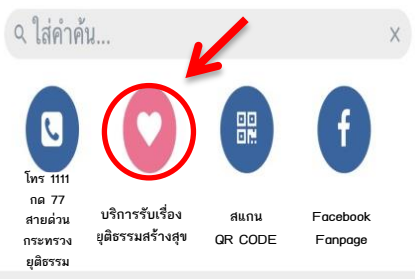 ใส่คำค้น...
โทร 1111
กด 77
สายด่วน
กระทรวง
ยุติธรรม
บริการรับเรื่อง
ยุติธรรมสร้างสุข
สแกน
QR CODE
Facebook
Fanpage